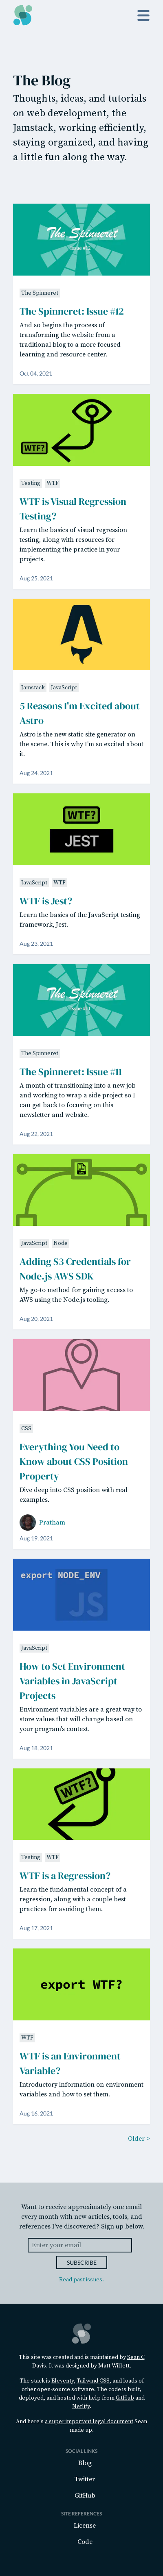 The Blog
Thoughts, ideas, and tutorials
on web development, the
Jamstack, working efficiently,
staying organized, and having
a little fun along the way.
The Spinneret
The Spinneret
The Spinneret: Issue #12
And so begins the process of
transforming the website from a
traditional blog to a more focused
learning and resource center.
Oct 04, 2021
WTF?
Testing WTF
WTF is Visual Regression
Testing?
Learn the basics of visual regression
testing, along with resources for
implementing the practice in your
projects.
Aug 25, 2021
Jamstack JavaScript
5 Reasons I'm Excited about
Astro
Astro is the new static site generator on
the scene. This is why I'm so excited about
it.
Aug 24, 2021
WTF?
JEST
JavaScript WTF
WTF is Jest?
Learn the basics of the JavaScript testing
framework, Jest.
Aug 23, 2021
The Spinneret
The Spinneret
The Spinneret: Issue #11
A month of transitioning into a new job
and working to wrap a side project so I
can get back to focusing on this
newsletter and website.
Aug 22, 2021
JavaScript Node
Adding S3 Credentials for
Node.js AWS SDK
My go-to method for gaining access to
AWS using the Node.js tooling.
Aug 20, 2021
CSS
Everything You Need to
Know about CSS Position
Property
Dive deep into CSS position with real
examples.
Pratham
Aug 19, 2021
export NODE_ENV
JS
JavaScript
How to Set Environment
Variables in JavaScript
Projects
Environment variables are a great way to
store values that will change based on
your program's context.
Aug 18, 2021
WTF?
Testing WTF
WTF is a Regression?
Learn the fundamental concept of a
regression, along with a couple best
practices for avoiding them.
Aug 17, 2021
export WTF?
WTF
WTF is an Environment
Variable?
Introductory information on environment
variables and how to set them.
Aug 16, 2021
Older >
Want to receive approximately one email
every month with new articles, tools, and
references I've discovered? Sign up below.
Enter your email
SUBSCRIBE
Read past issues.
This site was created and is maintained by Sean C
Davis. It was designed by Matt Willett.
The stack is Eleventy, Tailwind CSS, and loads of
other open-source software. The code is built,
deployed, and hosted with help from GitHub and
Netlify.
And here's a super important legal document Sean
made up.
SOCIAL LINKS
Blog
Twitter
GitHub
SITE REFERENCES
License
Code